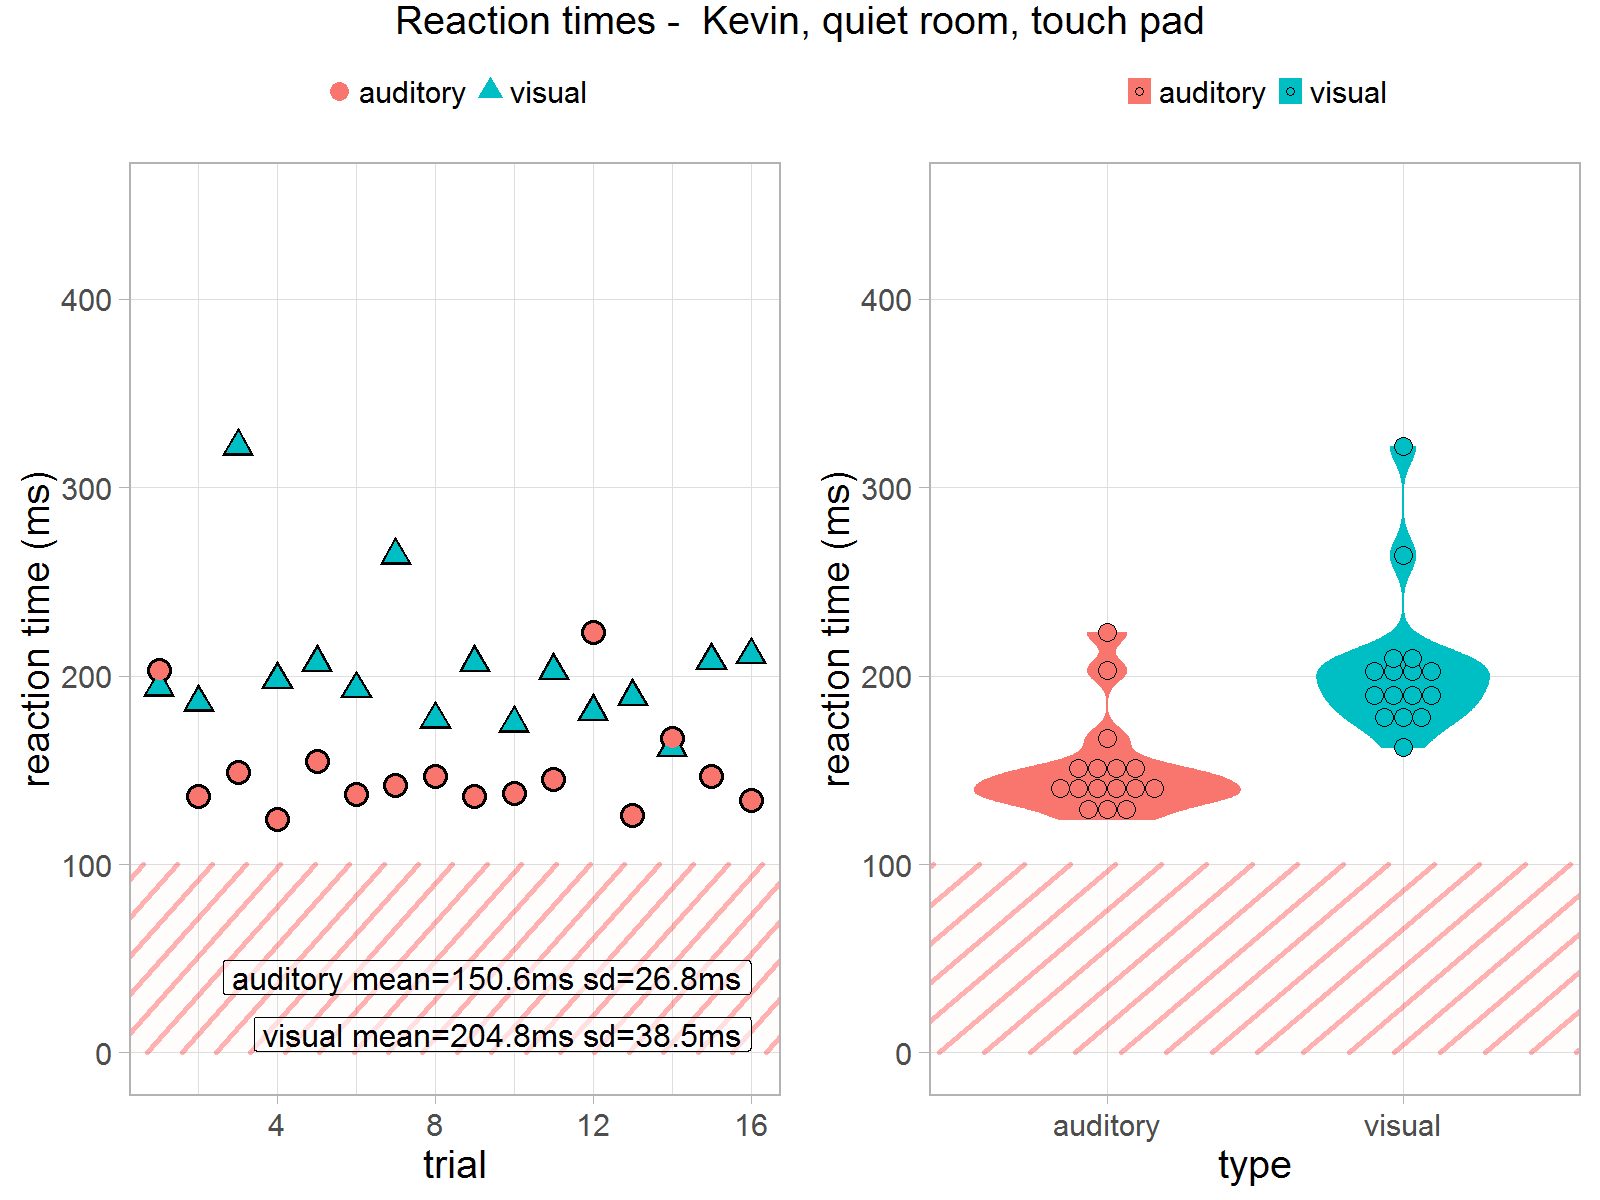 Reaction times -  Kevin, quiet room, touch pad
auditory visual
auditory visual
reaction time (ms)
400
300
200
100
0
auditory mean=150.6ms sd=26.8ms
visual mean=204.8ms sd=38.5ms
4 8 12 16
trial
reaction time (ms)
400
300
200
100
0
auditory visual
type